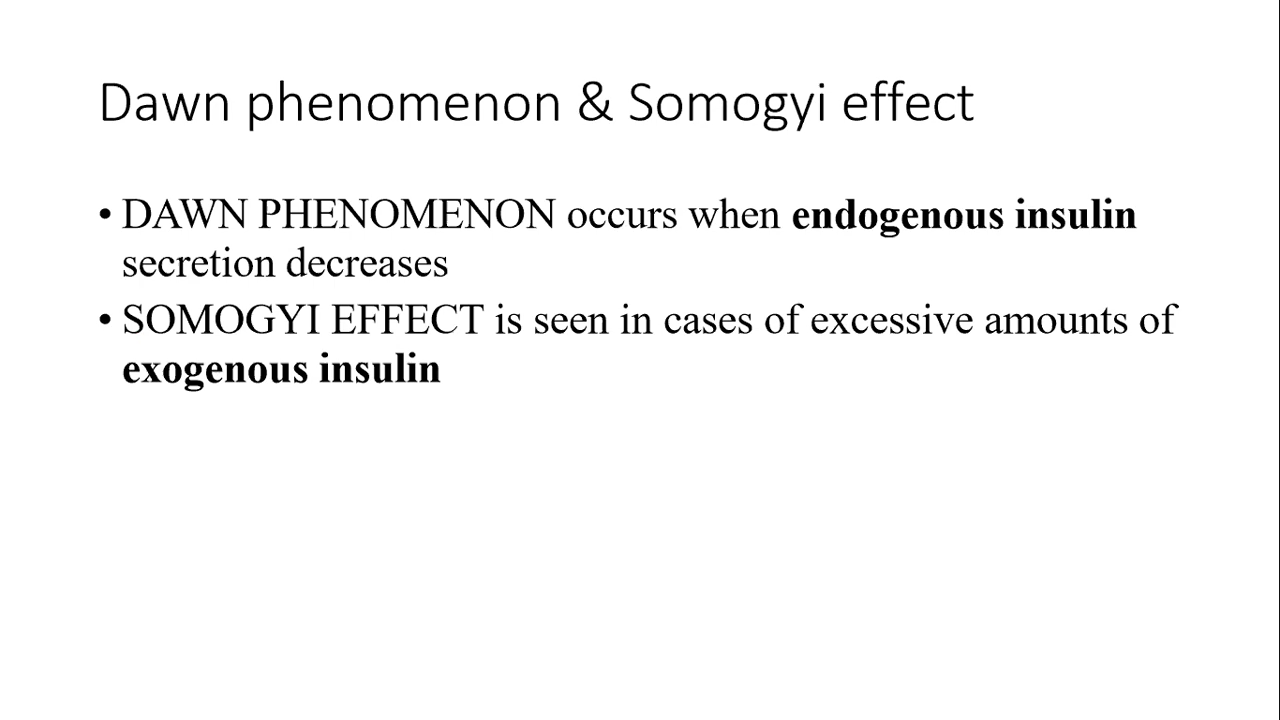 Dawn phenomenon & Somogyi effect
• DAWN PHENOMENON occurs when endogenous insulin
secretion decreases
• SOMOGYI EFFECT is seen in cases of excessive amounts of
exogenous insulin